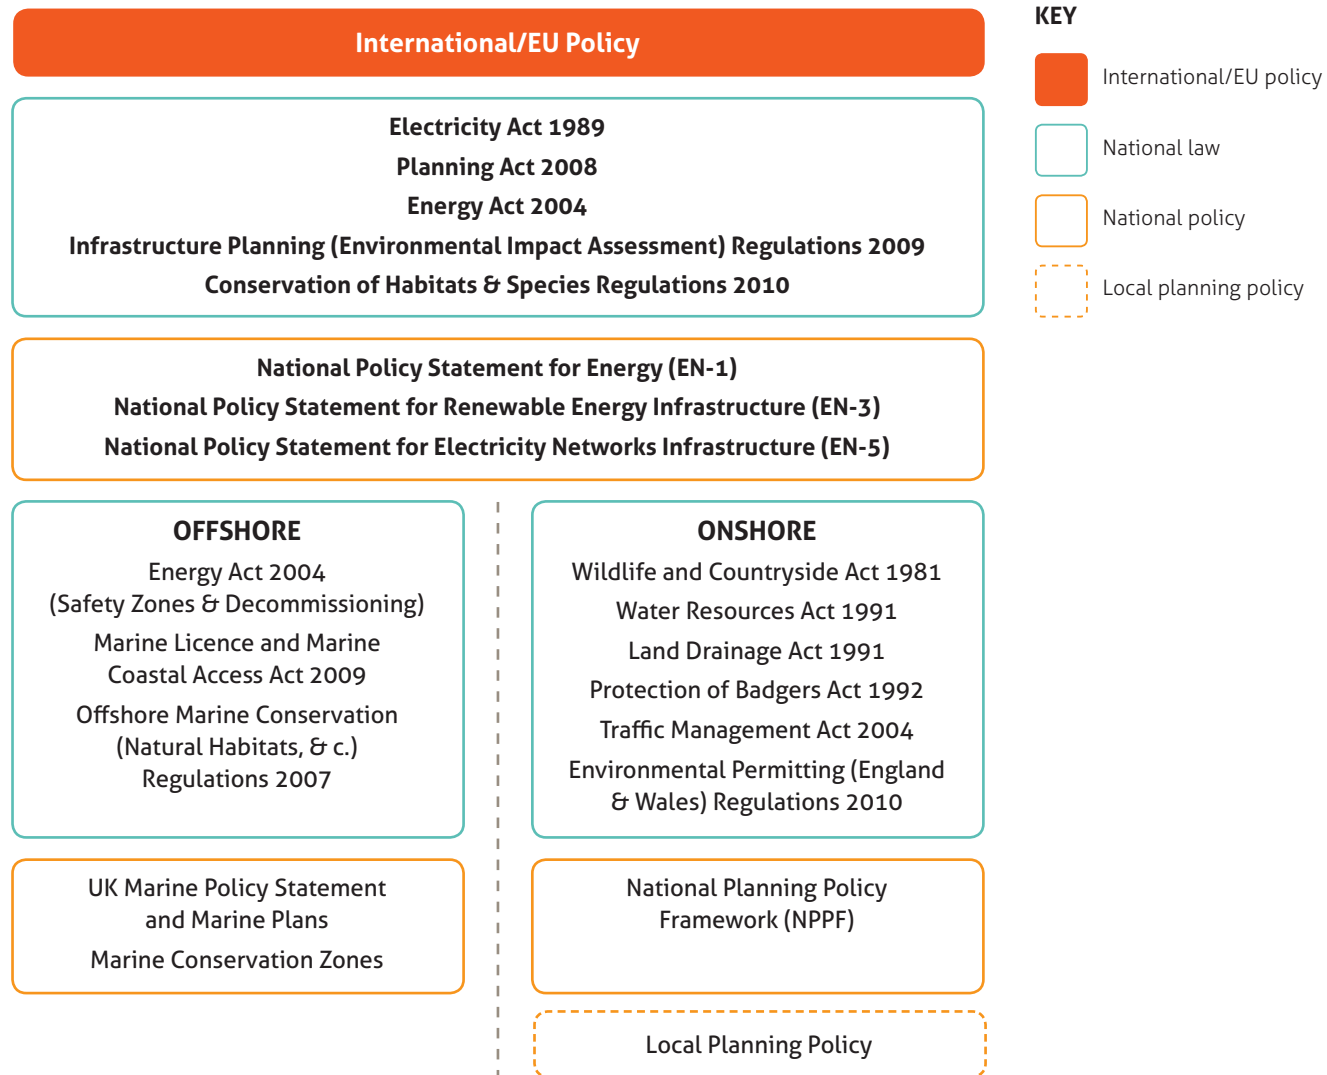 International/EU Policy
Electricity Act 1989
Planning Act 2008
Energy Act 2004
Infrastructure Planning (Environmental Impact Assessment) Regulations 2009
Conservation of Habitats & Species Regulations 2010
National Policy Statement for Energy (EN-1)
National Policy Statement for Renewable Energy Infrastructure (EN-3)
National Policy Statement for Electricity Networks Infrastructure (EN-5)
OFFSHORE
Energy Act 2004
(Safety Zones & Decommissioning)
Marine Licence and Marine
Coastal Access Act 2009
Offshore Marine Conservation
(Natural Habitats, & c.)
Regulations 2007
UK Marine Policy Statement
and Marine Plans
Marine Conservation Zones
ONSHORE
Wildlife and Countryside Act 1981
Water Resources Act 1991
Land Drainage Act 1991
Protection of Badgers Act 1992
Traffic Management Act 2004
Environmental Permitting (England
& Wales) Regulations 2010
National Planning Policy
Framework (NPPF)
Local Planning Policy
KEY
International/EU policy
National law
National policy
Local planning policy